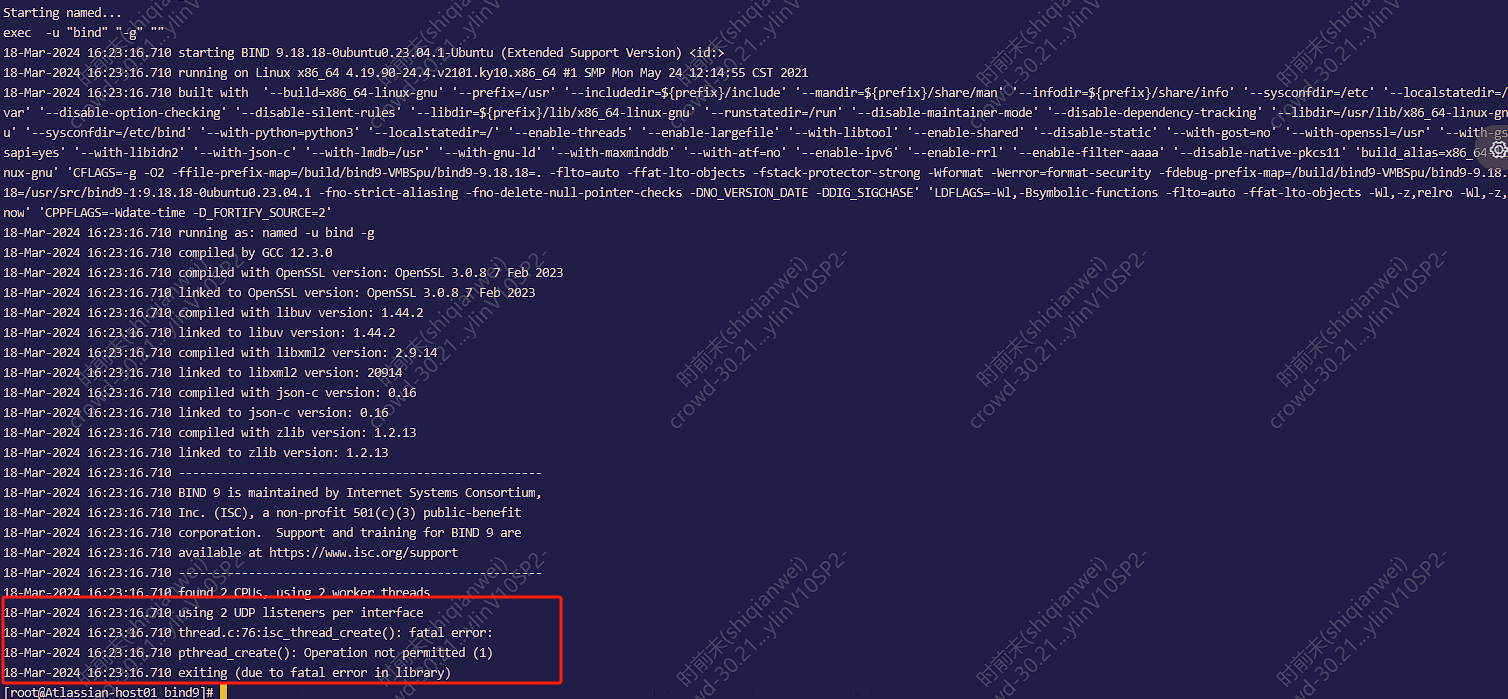 Starting named...
exec  -u "bind" "-g" ""
18-Mar-2024 16:23:16.710 starting BIND 9.18.18-0ubuntu0.23.04.1-Ubuntu (Extended Support Version) <id:>
18-Mar-2024 16:23:16.710 running on Linux x86_64 4.19.90-24.4.v2101.ky10.x86_64 #1 SMP Mon May 24 12:14:55 CST 2021
18-Mar-2024 16:23:16.710 built with  '--build=x86_64-linux-gnu' '--prefix=/usr' '--includedir=${prefix}/include' '--mandir=${prefix}/share/man' '--infodir=${prefix}/share/info' '--sysconfdir=/etc' '--localstatedir=/
var' '--disable-option-checking' '--disable-silent-rules' '--libdir=${prefix}/lib/x86_64-linux-gnu' '--runstatedir=/run' '--disable-maintainer-mode' '--disable-dependency-tracking' '--libdir=/usr/lib/x86_64-linux-gn
u' '--sysconfdir=/etc/bind' '--with-python=python3' '--localstatedir=/' '--enable-threads' '--enable-largefile' '--with-libtool' '--enable-shared' '--disable-static' '--with-gost=no' '--with-openssl=/usr' '--with-gs
sapi=yes' '--with-libidn2' '--with-json-c' '--with-lmdb=/usr' '--with-gnu-ld' '--with-maxminddb' '--with-atf=no' '--enable-ipv6' '--enable-rrl' '--enable-filter-aaaa' '--disable-native-pkcs11' 'build_alias=x86_64-li
nux-gnu' 'CFLAGS=-g -O2 -ffile-prefix-map=/build/bind9-VMBSpu/bind9-9.18.18=. -flto=auto -ffat-lto-objects -fstack-protector-strong -Wformat -Werror=format-security -fdebug-prefix-map=/build/bind9-VMBSpu/bind9-9.18.
18=/usr/src/bind9-1:9.18.18-0ubuntu0.23.04.1 -fno-strict-aliasing -fno-delete-null-pointer-checks -DNO_VERSION_DATE -DDIG_SIGCHASE' 'LDFLAGS=-Wl,-Bsymbolic-functions -flto=auto -ffat-lto-objects -Wl,-z,relro -Wl,-z,
now' 'CPPFLAGS=-Wdate-time -D_FORTIFY_SOURCE=2'
18-Mar-2024 16:23:16.710 running as: named -u bind -g
18-Mar-2024 16:23:16.710 compiled by GCC 12.3.0
18-Mar-2024 16:23:16.710 compiled with OpenSSL version: OpenSSL 3.0.8 7 Feb 2023
18-Mar-2024 16:23:16.710 linked to OpenSSL version: OpenSSL 3.0.8 7 Feb 2023
18-Mar-2024 16:23:16.710 compiled with libuv version: 1.44.2
18-Mar-2024 16:23:16.710 linked to libuv version: 1.44.2
18-Mar-2024 16:23:16.710 compiled with libxml2 version: 2.9.14
18-Mar-2024 16:23:16.710 linked to libxml2 version: 20914
18-Mar-2024 16:23:16.710 compiled with json-c version: 0.16
18-Mar-2024 16:23:16.710 linked to json-c version: 0.16
18-Mar-2024 16:23:16.710 compiled with zlib version: 1.2.13
18-Mar-2024 16:23:16.710 linked to zlib version: 1.2.13
18-Mar-2024 16:23:16.710 ----------------------------------------------------
18-Mar-2024 16:23:16.710 BIND 9 is maintained by Internet Systems Consortium,
18-Mar-2024 16:23:16.710 Inc. (ISC), a non-profit 501(c)(3) public-benefit
18-Mar-2024 16:23:16.710 corporation.  Support and training for BIND 9 are
18-Mar-2024 16:23:16.710 available at https://www.isc.org/support
18-Mar-2024 16:23:16.710 ----------------------------------------------------
18-Mar-2024 16:23:16.710 found 2 CPUs, using 2 worker threads
18-Mar-2024 16:23:16.710 using 2 UDP listeners per interface
18-Mar-2024 16:23:16.710 thread.c:76:isc_thread_create(): fatal error:
18-Mar-2024 16:23:16.710 pthread_create(): Operation not permitted (1)
18-Mar-2024 16:23:16.710 exiting (due to fatal error in library)
[root@Atlassian-host01 bind9]#
时前未(shiqianwei)
crowd-30.21...ylinV10SP2-